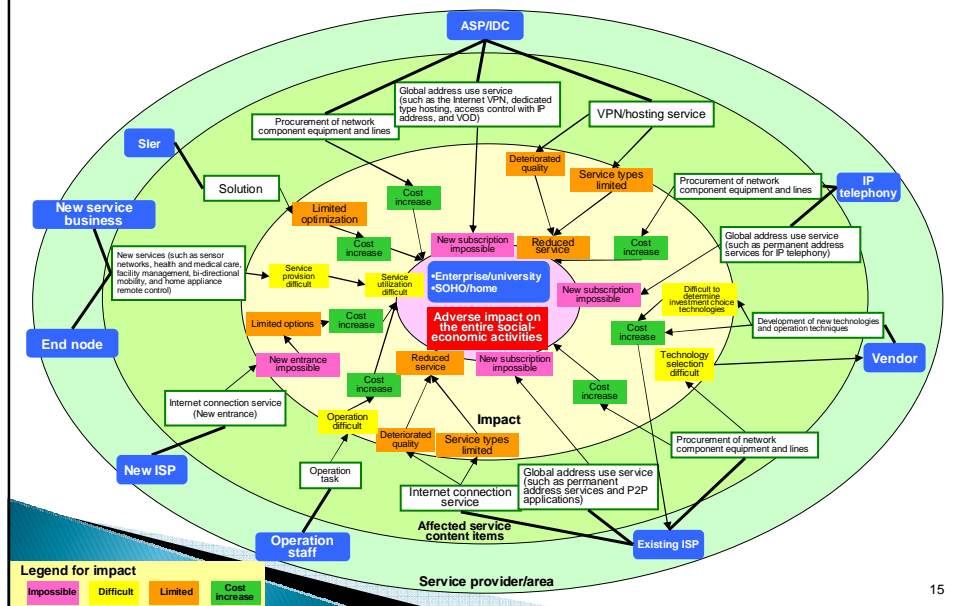 ASP/IDC
Global address use service
(such as the Internet VPN, dedicated
type hosting, access control with IP
address, and VOD)
VPN/hosting service
Procurement of network
component equipment and lines
SIer
Deteriorated
quality
Service types
limited
Procurement of network
component equipment and lines
IP
telephony
Solution
Cost
increase
New service
business
Limited
optimization
Cost
increase
New subscription
impossible
Reduced
service
Cost
increase
Global address use service
(such as permanent address
services for IP telephony)
New services (such as sensor
networks, health and medical care,
facility management, bi-directional
mobility, and home appliance
remote control)
Service
provision
difficult
Service
utilization
difficult
•Enterprise/university
•SOHO/home
New subscription
impossible
Difficult to
determine
investment choice
technologies
Limited options
Cost
increase
Adverse impact on
the entire social-
economic activities
Cost
increase
Development of new technologies
and operation techniques
End node
Vendor
New entrance
impossible
Reduced
service
New subscription
impossible
Technology
selection
difficult
Internet connection service
(New entrance)
Cost
increase
Cost
increase
Operation
difficult
Impact
Deteriorated
quality
Service types
limited
Procurement of network
component equipment and lines
New ISP
Operation
task
Internet connection
service
Global address use service
(such as permanent
address services and P2P
applications)
Operation
staff
Affected service
content items
Existing ISP
Service provider/area
Legend for impact
Impossible
Difficult
Limited
Cost
increase
15